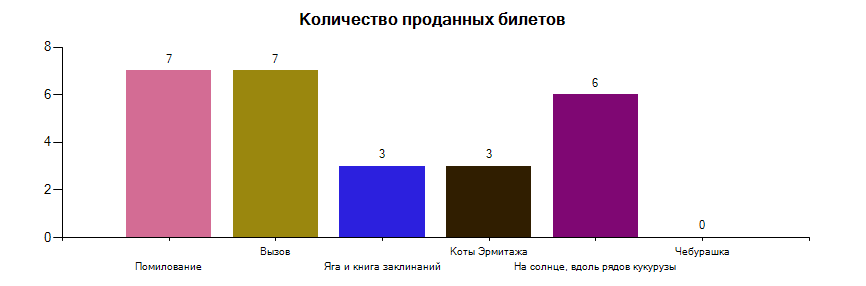 Количество проданных билетов
8
6
4
2
0
7
7
3
3
6
0
Помилование
Вызов
Яга и книга заклинаний
Коты Эрмитажа
На солнце, вдоль рядов кукурузы
Чебурашка